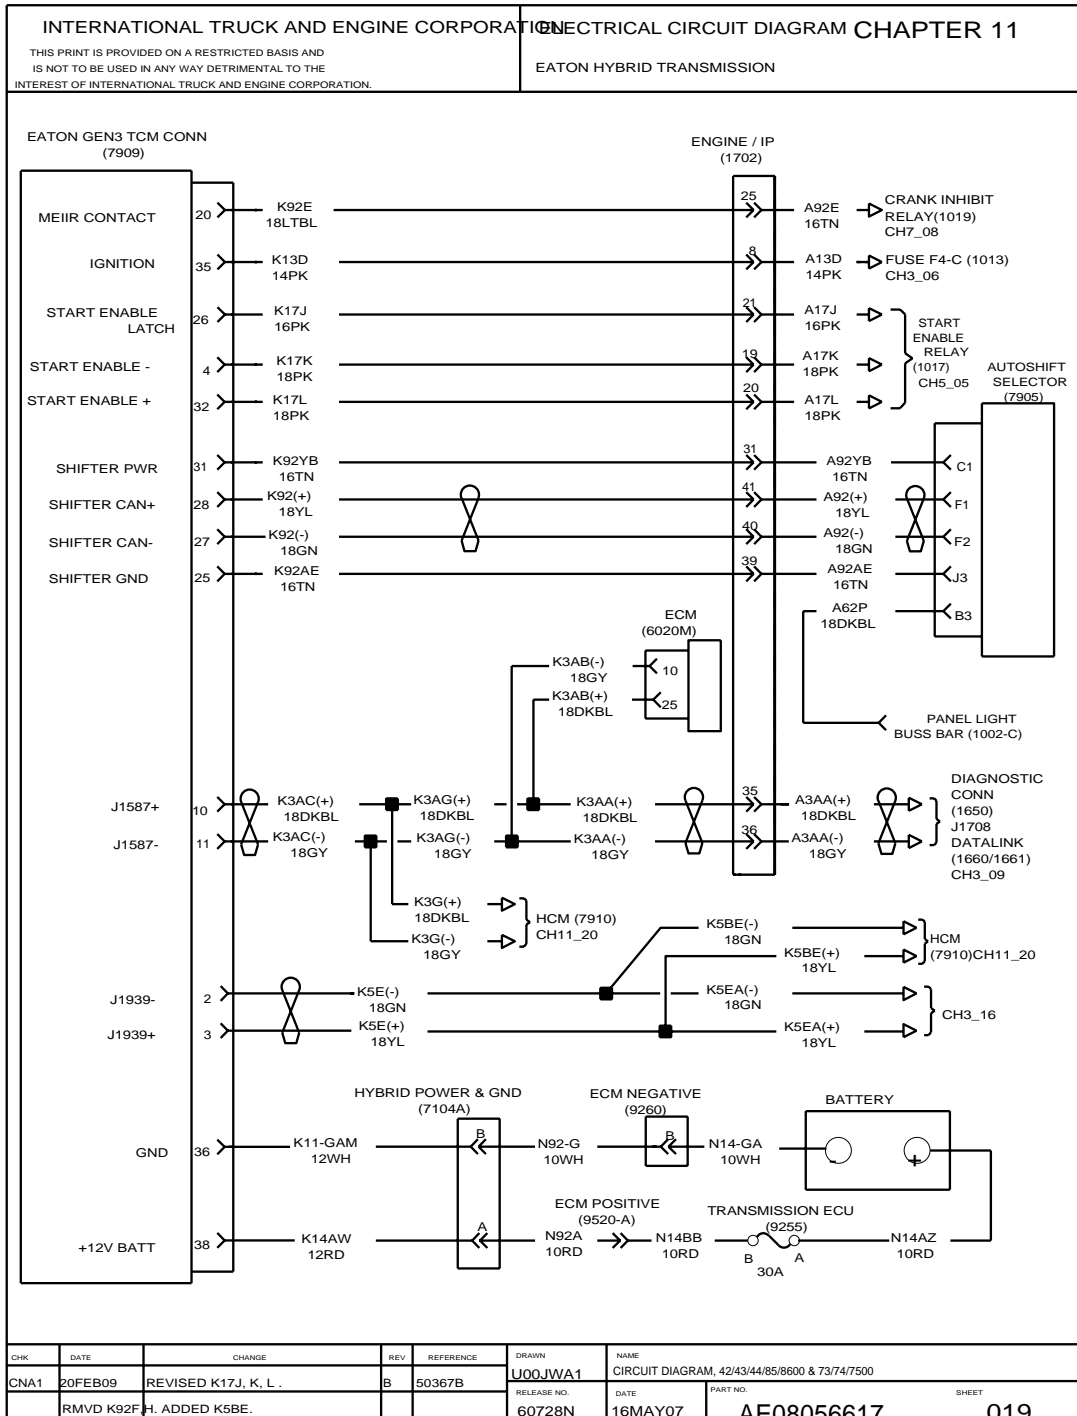 INTERNATIONAL TRUCK AND ENGINE CORPORATION
ELECTRICAL CIRCUIT DIAGRAM CHAPTER 11
THIS PRINT IS PROVIDED ON A RESTRICTED BASIS AND
IS NOT TO BE USED IN ANY WAY DETRIMENTAL TO THE
INTEREST OF INTERNATIONAL TRUCK AND ENGINE CORPORATION.
EATON HYBRID TRANSMISSION
EATON GEN3 TCM CONN
(7909)
ENGINE / IP
(1702)
MEIIR CONTACT 20 K92E 25 A92E CRANK INHIBIT
18LTBL 16TN RELAY(1019)
CH7_08
IGNITION 35 K13D 8 A13D FUSE F4-C (1013)
14PK 14PK CH3_06
START ENABLE
LATCH 26 K17J 21 A17J
16PK 16PK
START ENABLE - 4 K17K 19 A17K
18PK 18PK
START ENABLE + 32 K17L 20 A17L
18PK 18PK
START
ENABLE
RELAY
(1017)
CH5_05
AUTOSHIFT
SELECTOR
(7905)
SHIFTER PWR 31 K92YB 31 A92YB C1
16TN 16TN
SHIFTER CAN+ 28 K92(+) 41 A92(+) F1
18YL 18YL
SHIFTER CAN- 27 K92(-) 40 A92(-) F2
18GN 18GN
SHIFTER GND 25 K92AE 39 A92AE J3
16TN 16TN
A62P B3
18DKBL
ECM
(6020M)
K3AB(-) 10
18GY
K3AB(+) 25
18DKBL
PANEL LIGHT
BUSS BAR (1002-C)
J1587+ 10 K3AC(+) K3AG(+) K3AA(+) 35 A3AA(+)
18DKBL 18DKBL 18DKBL 18DKBL
J1587- 11 K3AC(-) K3AG(-) K3AA(-) 36 A3AA(-)
18GY 18GY 18GY 18GY
DIAGNOSTIC
CONN
(1650)
J1708
DATALINK
(1660/1661)
CH3_09
K3G(+)
18DKBL
K3G(-)
18GY
HCM (7910)
CH11_20
K5BE(-)
18GN
K5BE(+)
18YL
HCM
(7910)CH11_20
J1939- 2 K5E(-) K5EA(-)
18GN 18GN
J1939+ 3 K5E(+) K5EA(+)
18YL 18YL
CH3_16
HYBRID POWER & GND
(7104A)
ECM NEGATIVE
(9260)
BATTERY
GND 36 K11-GAM B N92-G B N14-GA - +
12WH 10WH 10WH
ECM POSITIVE
(9520-A)
TRANSMISSION ECU
(9255)
+12V BATT 38 K14AW A N92A N14BB N14AZ
12RD 10RD 10RD B A 10RD
30A
CHK DATE CHANGE REV REFERENCE DRAWN NAME
CNA1 20FEB09 REVISED K17J, K, L . B 50367B U00JWA1 CIRCUIT DIAGRAM, 42/43/44/85/8600 & 73/74/7500
RELEASE NO. DATE PART NO. SHEET
RMVD K92F,H. ADDED K5BE. 60728N 16MAY07 AE08056617 019